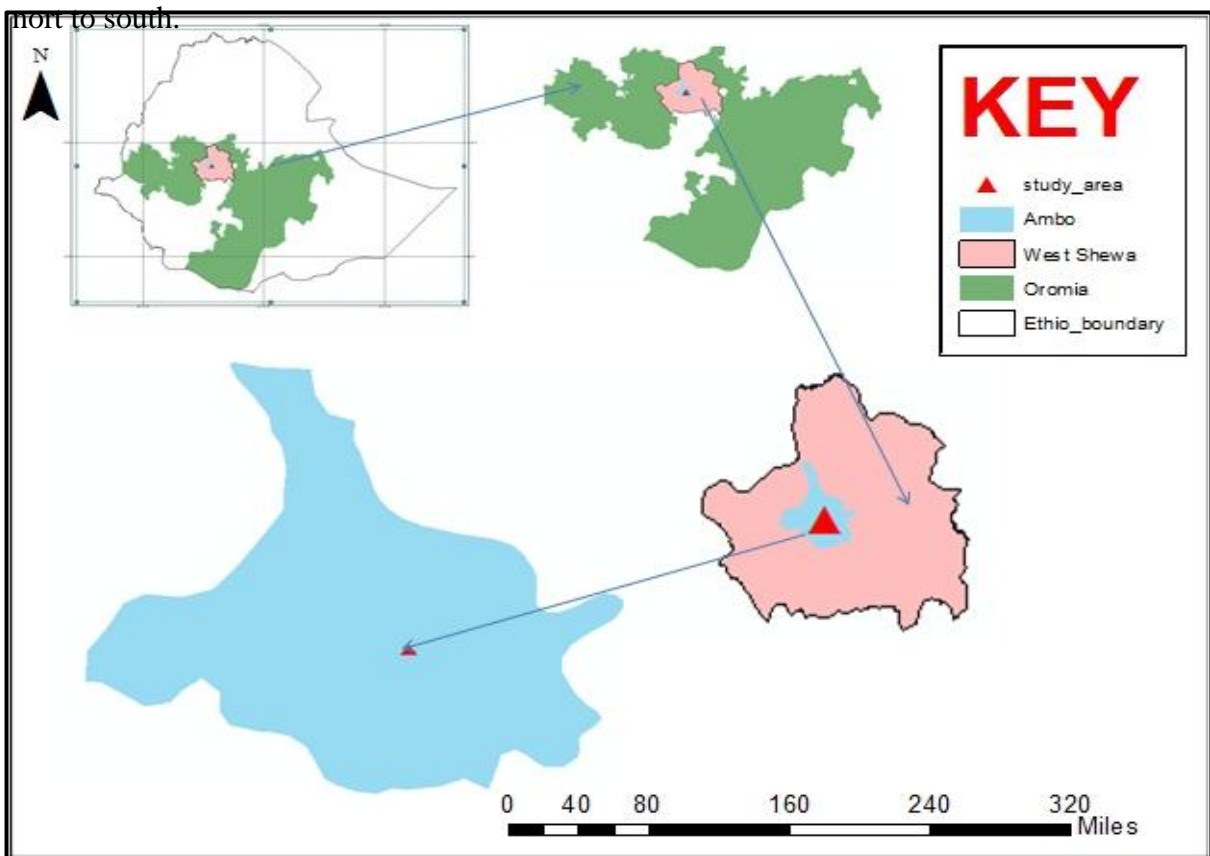 nort to south.
N
KEY
study_area
Ambo
West Shewa
Oromia
Ethio_boundary
0 40 80 160 240 320
Miles